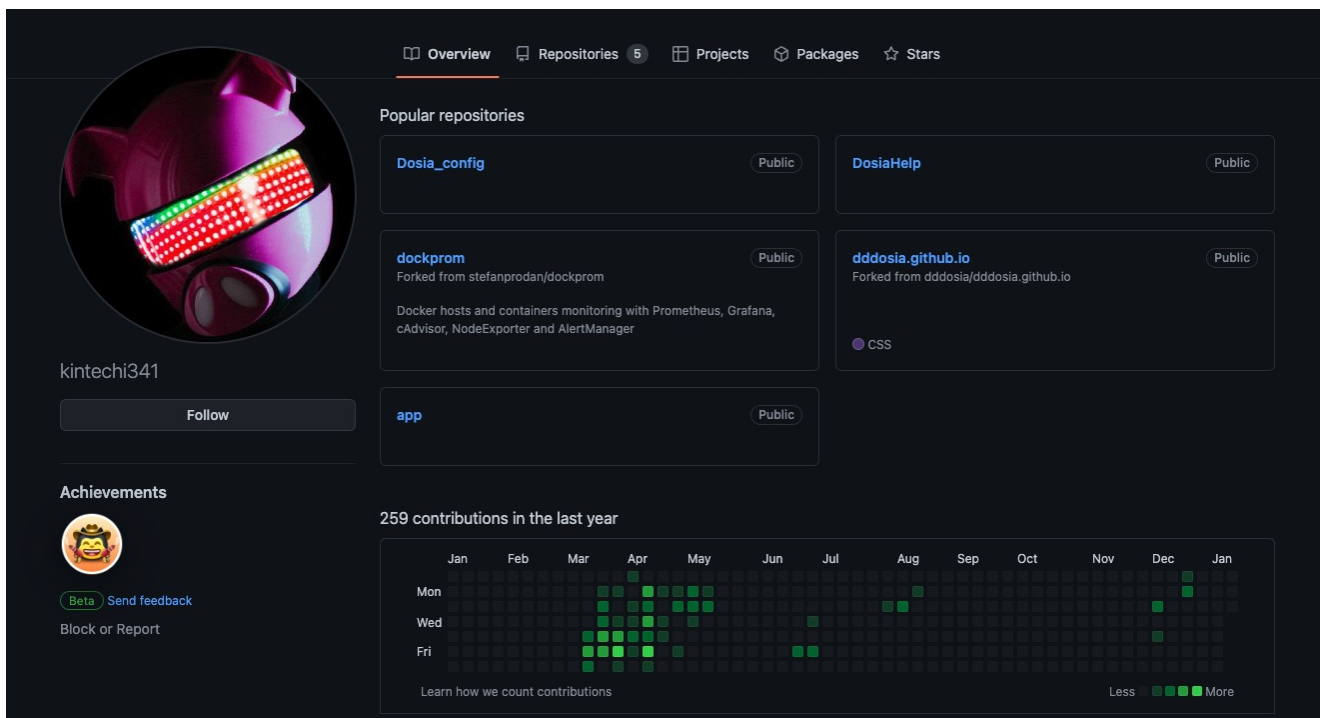 Overview Repositories 5 Projects Packages Stars
Popular repositories
Dosia_config Public
DosiaHelp Public
dockprom Public
Forked from stefanprodan/dockprom
Docker hosts and containers monitoring with Prometheus, Grafana,
cAdvisor, NodeExporter and AlertManager
dddosia.github.io Public
Forked from dddosia/dddosia.github.io
CSS
app Public
kintechi341
Follow
Achievements
Beta Send feedback
Block or Report
259 contributions in the last year
Jan Feb Mar Apr May Jun Jul Aug Sep Oct Nov Dec Jan
Mon
Wed
Fri
Learn how we count contributions
Less More